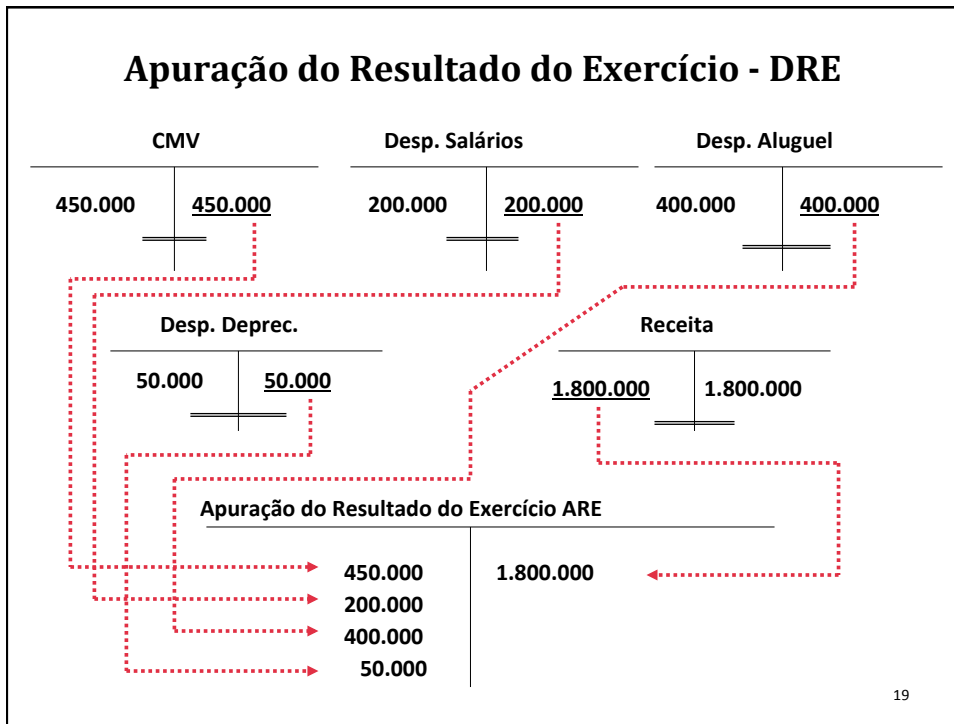 Apuração do Resultado do Exercício - DRE
CMV
Desp. Salários
Desp. Aluguel
450.000 450.000
200.000 200.000
400.000 400.000
Desp. Deprec.
Receita
50.000 50.000
1.800.000 1.800.000
Apuração do Resultado do Exercício ARE
450.000 1.800.000
200.000
400.000
50.000
19